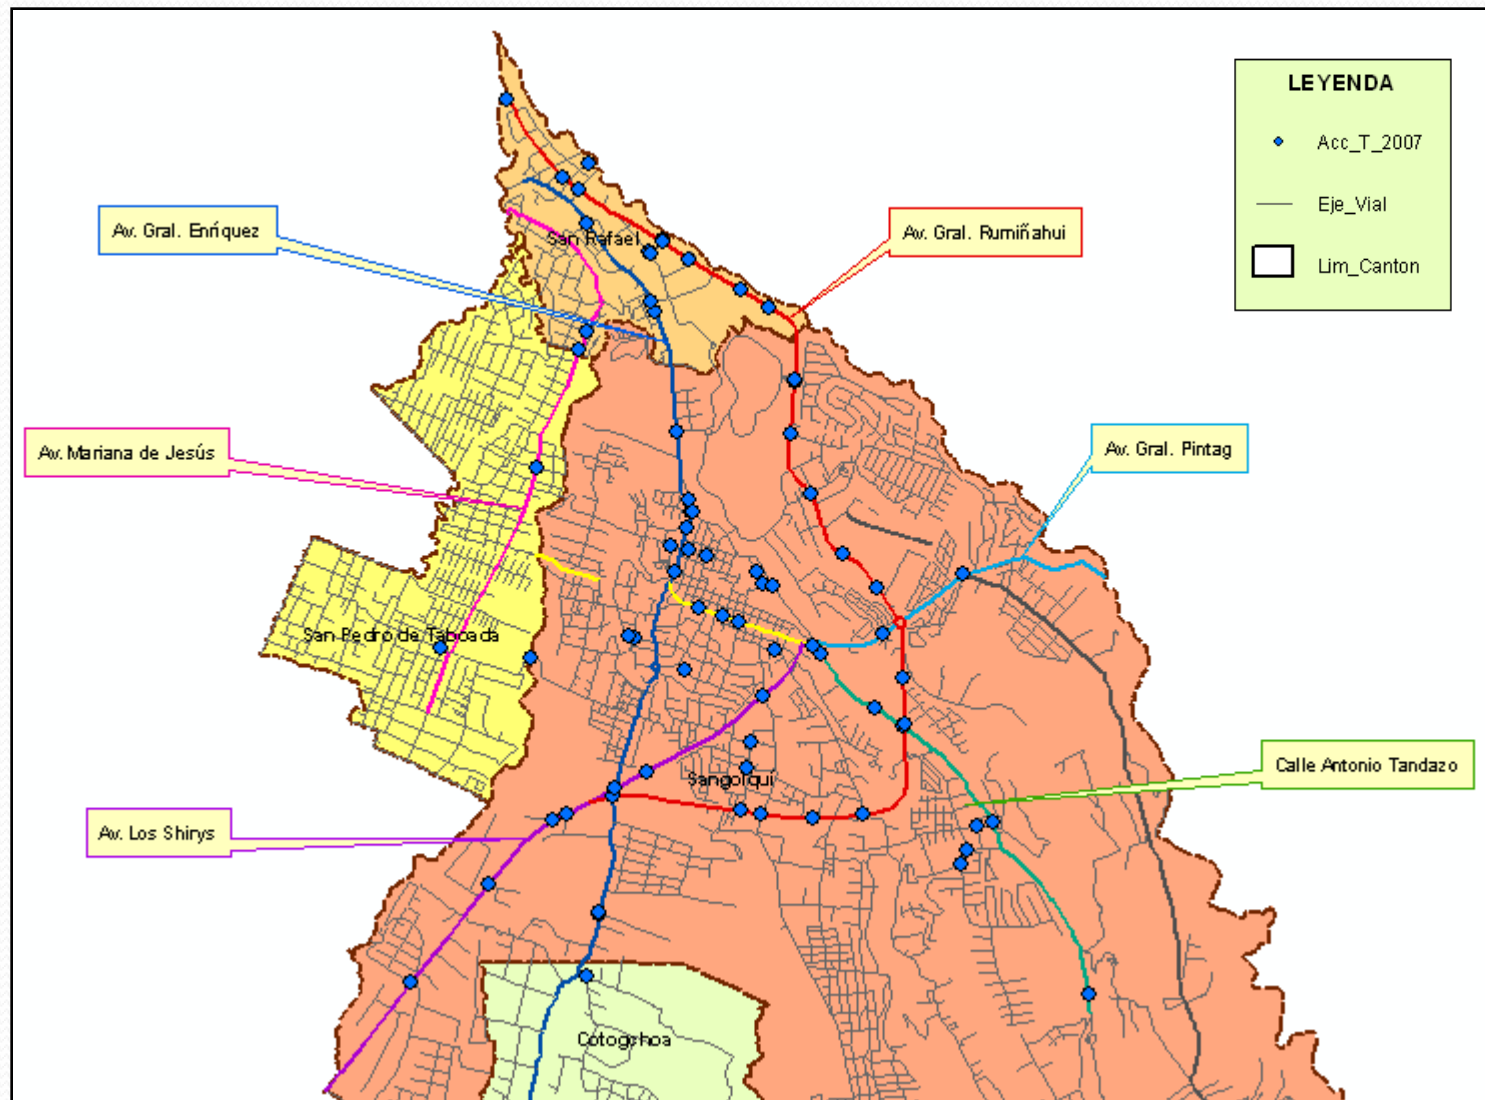 LEYENDA
Acc_T_2007
Eje_Vial
Lim_Canton
Av. Gral. Enríquez
San Rafael
Av. Gral. Rumiñahui
Av. Mariana de Jesús
Av. Gral. Pintag
San Pedro de Taboada
Sangolquí
Calle Antonio Tandazo
Av. Los Shirys
Cotogchoa